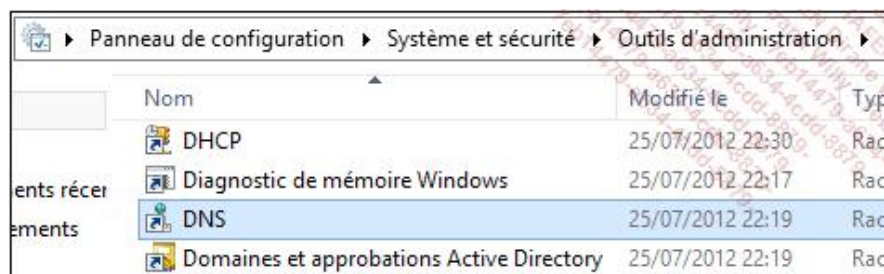 Panneau de configuration ▸ Système et sécurité ▸ Outils d'administration ▸
Nom Modifié le Typ
DHCP 25/07/2012 22:30 Rac
ents récer Diagnostic de mémoire Windows 25/07/2012 22:17 Rac
ements DNS 25/07/2012 22:19 Rac
Domaines et approbations Active Directory 25/07/2012 22:19 Rac